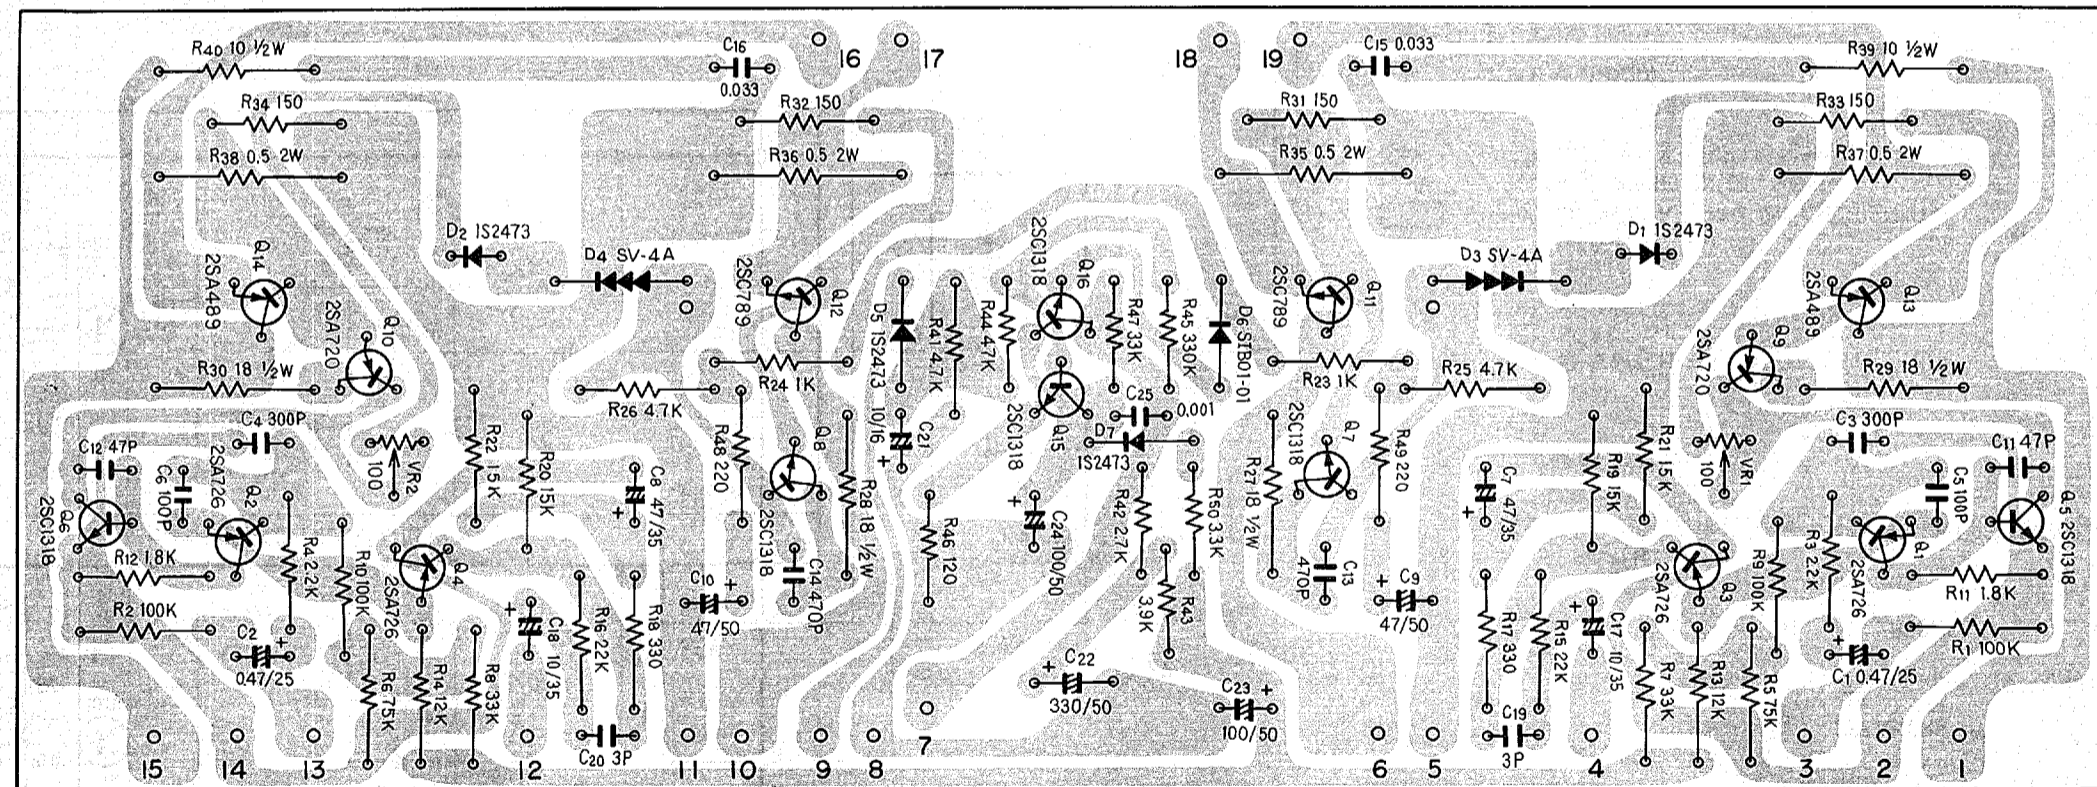 R40 10 ½W
C16
0.033
16
17
18
19
C15 0.033
R39 10 ½W
R34 150
R32 150
R31 150
R33 150
R38 0.5 2W
R36 0.5 2W
R35 0.5 2W
R37 0.5 2W
D2 1S2473
D4 SV-4A
D3 SV-4A
D1 1S2473
Q14
2SA489
Q10
2SA720
2SC789
Q12
D5 1S2473
R41 4.7K
R44 4.7K
2SC1318
Q16
R47 33K
R45 330K
D6 SIB01-01
2SC789
Q11
2SA720
Q9
2SA489
Q13
R30 18 ½W
R24 1K
R26 4.7K
R23 1K
R25 4.7K
R29 18 ½W
C4 300P
C12 47P
C6 100P
2SA726
Q2
Q6
2SC1318
100
VR2
R22 15K
R20 15K
C8 47/35
R48 220
Q8
2SC1318
R28 18 ½W
10/16
C21
2SC1318
Q15
C25
0.001
D7
1S2473
R27 18 ½W
2SC1318
Q7
R49 220
C7 47/35
R19 15K
R21 15K
100
VR1
C3 300P
C11 47P
C5 100P
Q5 2SC1318
R12 1.8K
R2 100K
R4 2.2K
R10 100K
2SA726
Q4
C10
47/50
C14 470P
R46 120
C24 100/50
R42 2.7K
R50 3.3K
3.9K
R43
C13
470P
C9
47/50
2SA726
Q3
R9 100K
R3 2.2K
2SA726
Q1
R11 1.8K
R1 100K
C2
0.47/25
R6 75K
R14 12K
R8 33K
C18 10/35
R16 22K
R18 330
C22
330/50
C23
100/50
R17 330
R15 22K
C17 10/35
R7 33K
R13 12K
R5 75K
C1 0.47/25
C20 3P
C19
3P
15
14
13
12
11
10
9
8
7
6
5
4
3
2
1